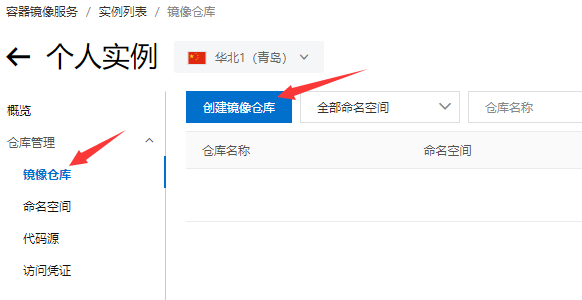 容器镜像服务 / 实例列表 / 镜像仓库
个人实例 华北1（青岛）
概览
创建镜像仓库 全部命名空间 仓库名称
仓库管理
仓库名称 命名空间
镜像仓库
命名空间
代码源
访问凭证